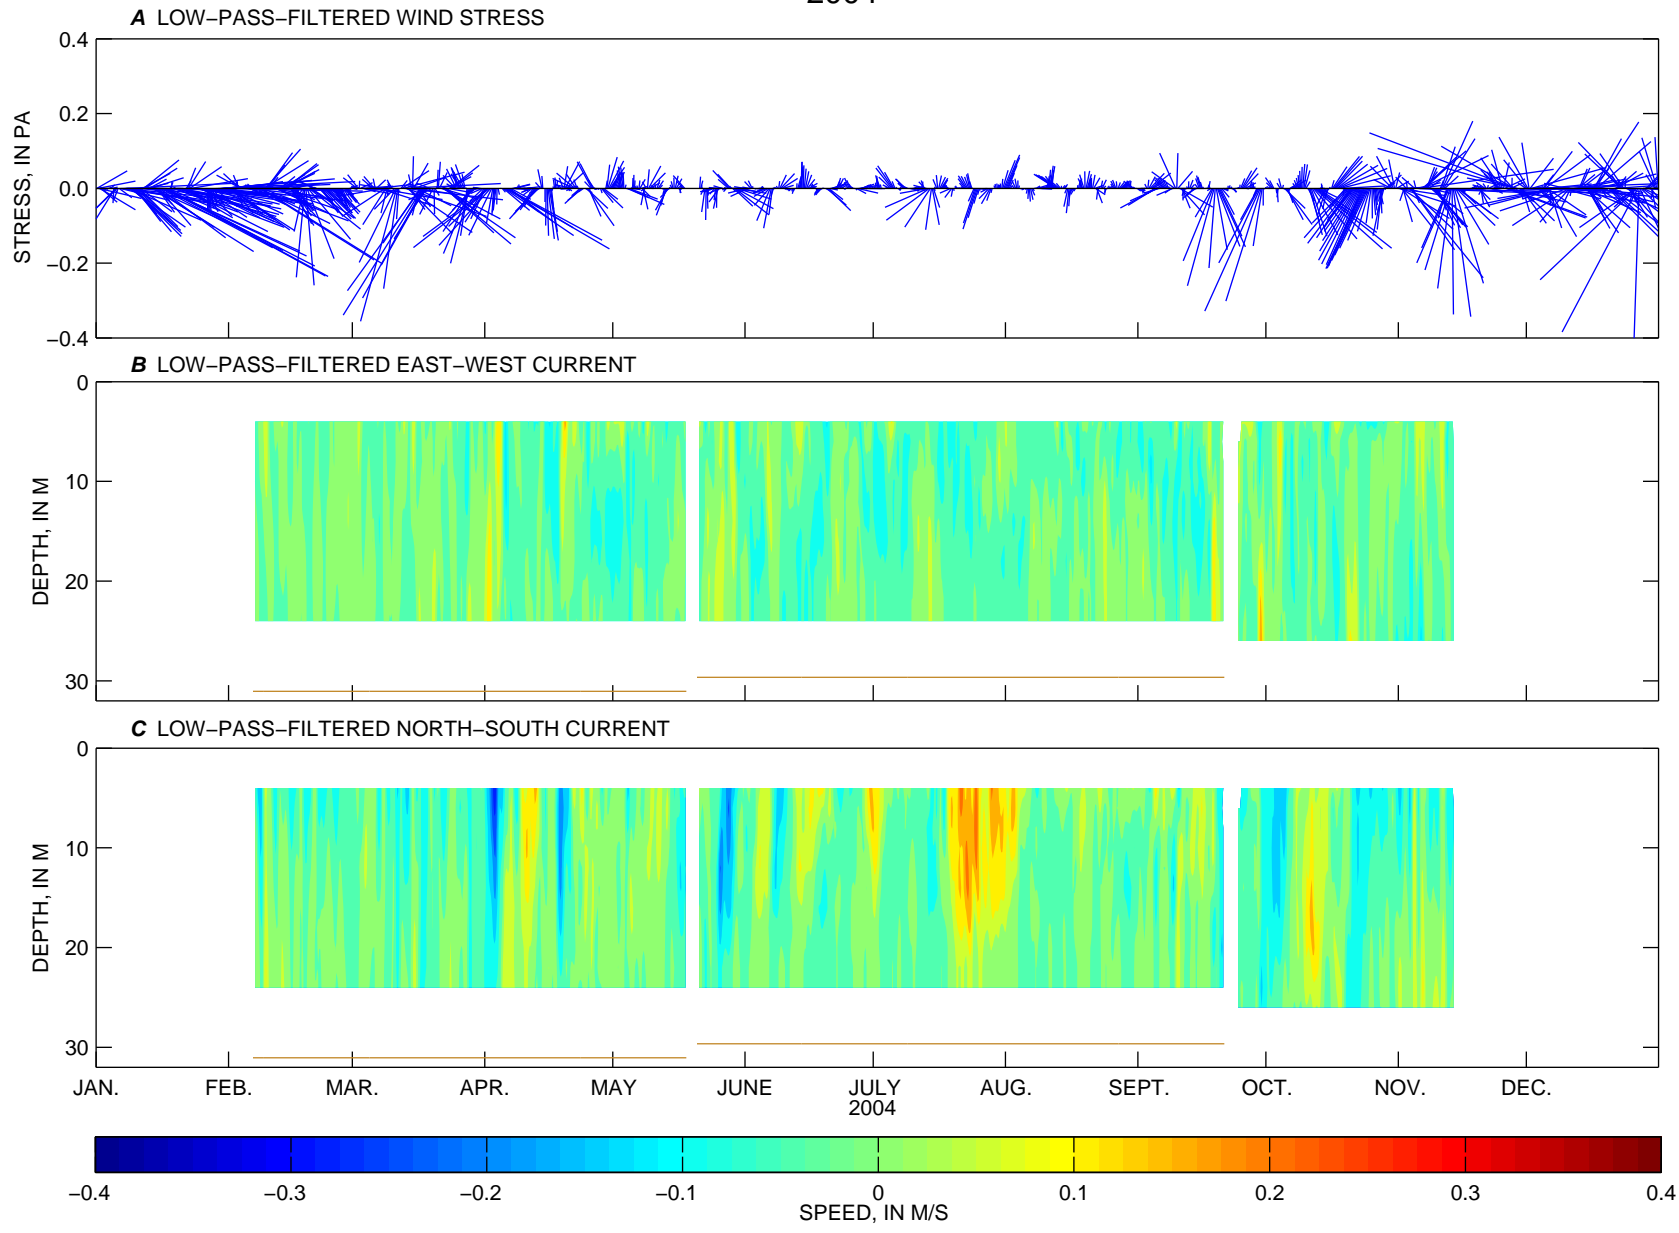 A LOW−PASS−FILTERED WIND STRESS
0.4
0.2
0.0
−0.2
−0.4
STRESS, IN PA
B LOW−PASS−FILTERED EAST−WEST CURRENT
0
10
20
30
DEPTH, IN M
C LOW−PASS−FILTERED NORTH−SOUTH CURRENT
0
10
20
30
DEPTH, IN M
JAN. FEB. MAR. APR. MAY JUNE JULY AUG. SEPT. OCT. NOV. DEC.
2004
−0.4 −0.3 −0.2 −0.1 0 0.1 0.2 0.3 0.4
SPEED, IN M/S